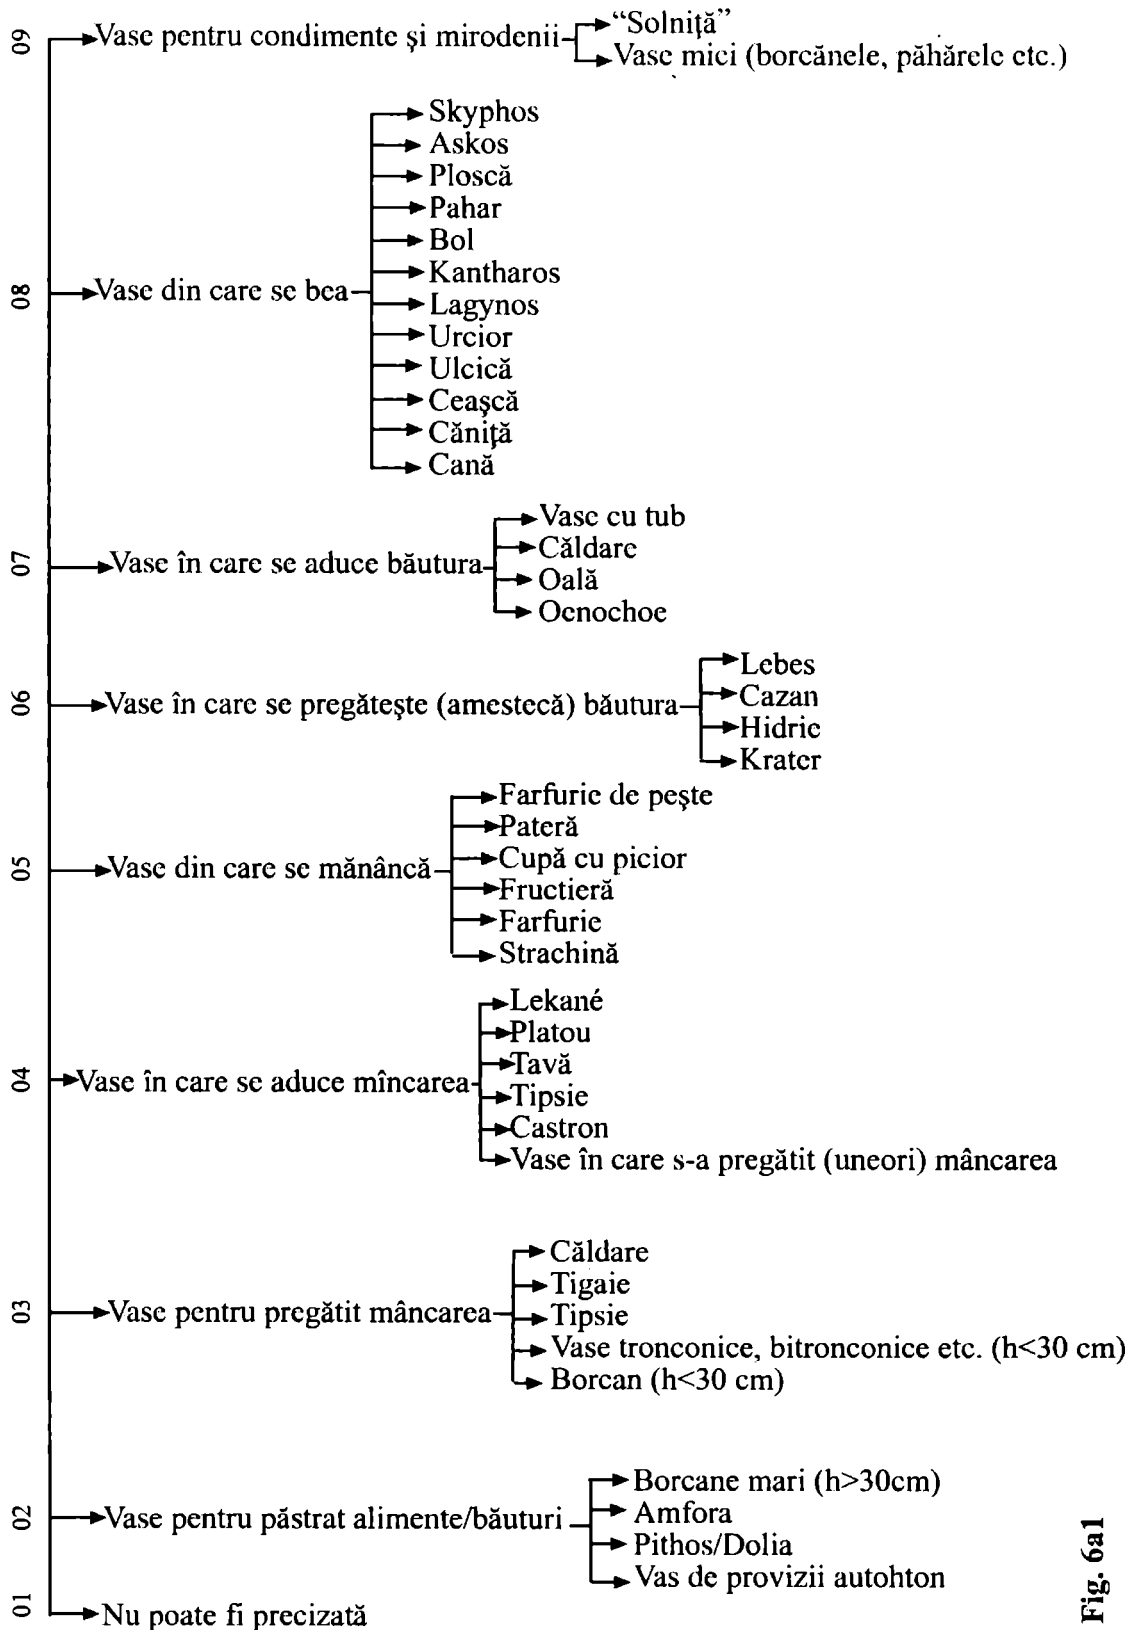 09
Vase pentru condimente și mirodenii
“Solniță”
Vase mici (borcănele, păhărele etc.)
08
Vase din care se bea
Skyphos
Askos
Ploscă
Pahar
Bol
Kantharos
Lagynos
Urcior
Ulcică
Ceașcă
Căniță
Cană
07
Vase în care se aduce băutura
Vase cu tub
Căldare
Oală
Oenochoe
06
Vase în care se pregătește (amestecă) băutura
Lebes
Cazan
Hidrie
Krater
05
Vase din care se mănâncă
Farfurie de pește
Pateră
Cupă cu picior
Fructieră
Farfurie
Strachină
04
Vase în care se aduce mîncarea
Lekané
Platou
Tavă
Tipsie
Castron
Vase în care s-a pregătit (uneori) mâncarea
03
Vase pentru pregătit mâncarea
Căldare
Tigaie
Tipsie
Vase tronconice, bitronconice etc. (h<30 cm)
Borcan (h<30 cm)
02
Vase pentru păstrat alimente/băuturi
Borcane mari (h>30cm)
Amfora
Pithos/Dolia
Vas de provizii autohton
01
Nu poate fi precizată
Fig. 6a1